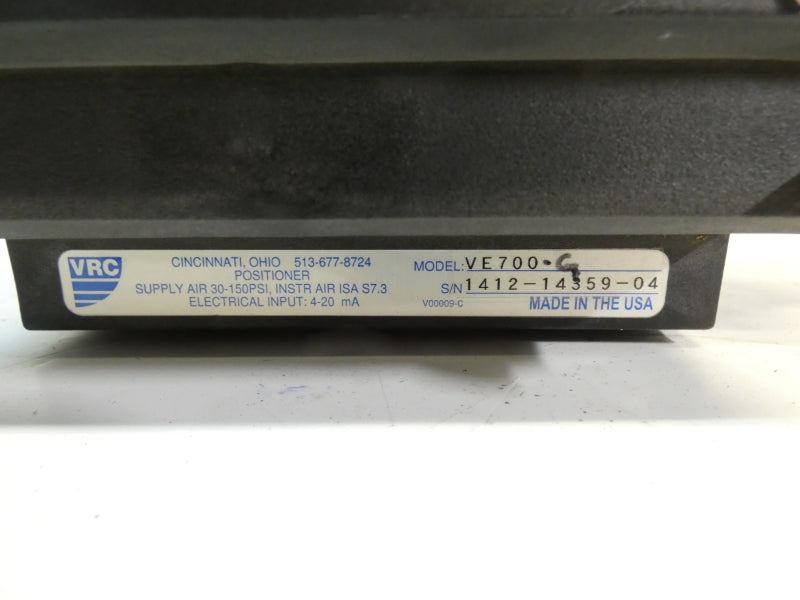 VRC
CINCINNATI, OHIO 513-677-8724
POSITIONER
SUPPLY AIR 30-150PSI, INSTR AIR ISA S7.3
ELECTRICAL INPUT: 4-20 mA
MODEL: VE700-G
S/N 1412-14359-04
V00009-C MADE IN THE USA